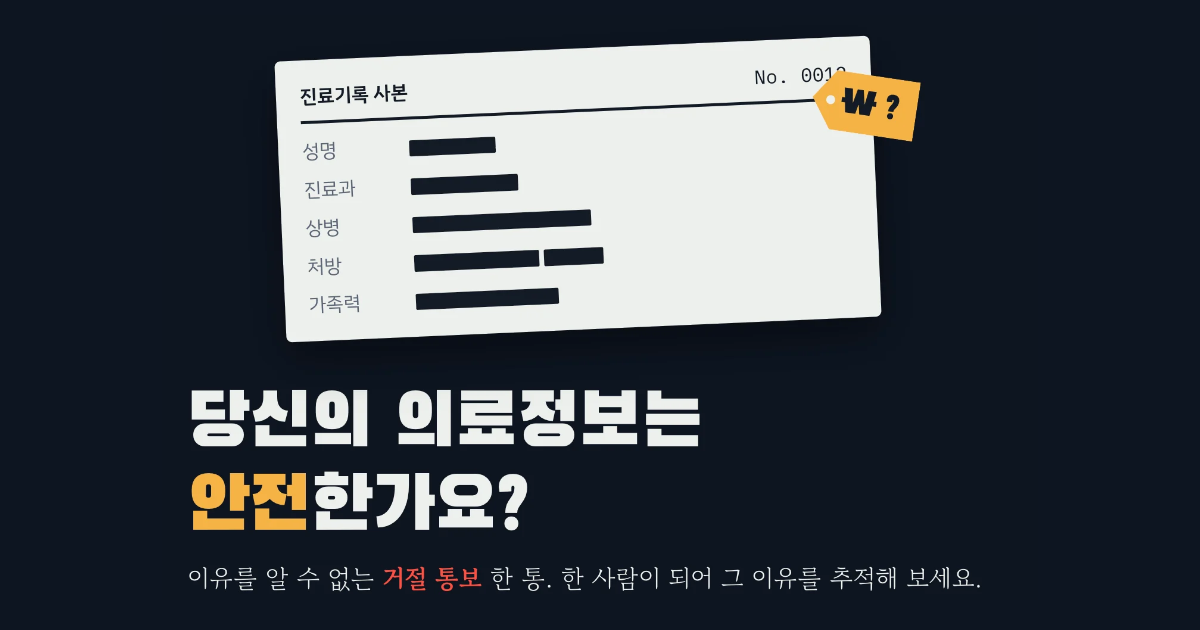 진료기록 사본
No. 0012
₩ ?
성명
진료과
상병
처방
가족력
당신의 의료정보는
안전한가요?
이유를 알 수 없는 거절 통보 한 통. 한 사람이 되어 그 이유를 추적해 보세요.